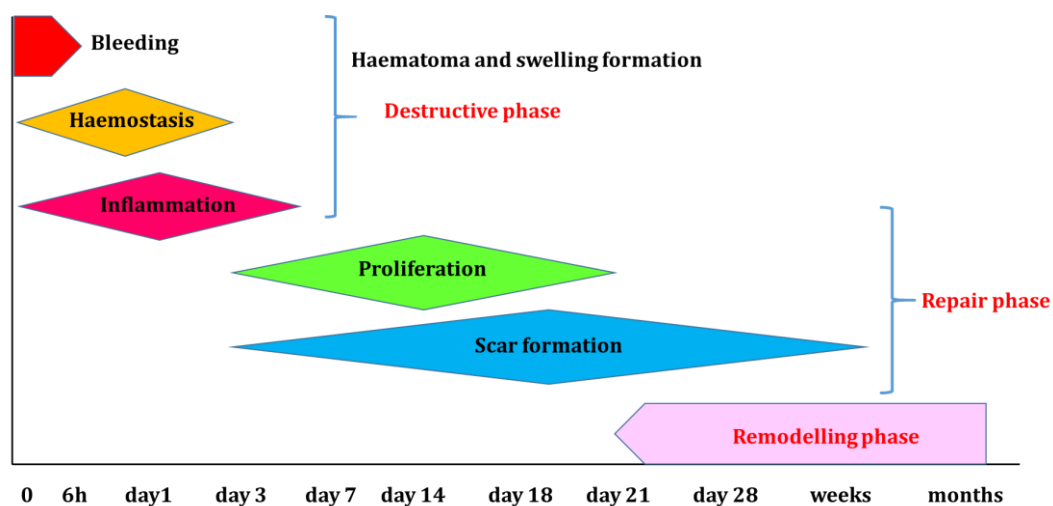 Bleeding
Haematoma and swelling formation
Destructive phase
Haemostasis
Inflammation
Proliferation
Repair phase
Scar formation
Remodelling phase
0 6h day1 day 3 day 7 day 14 day 18 day 21 day 28 weeks months